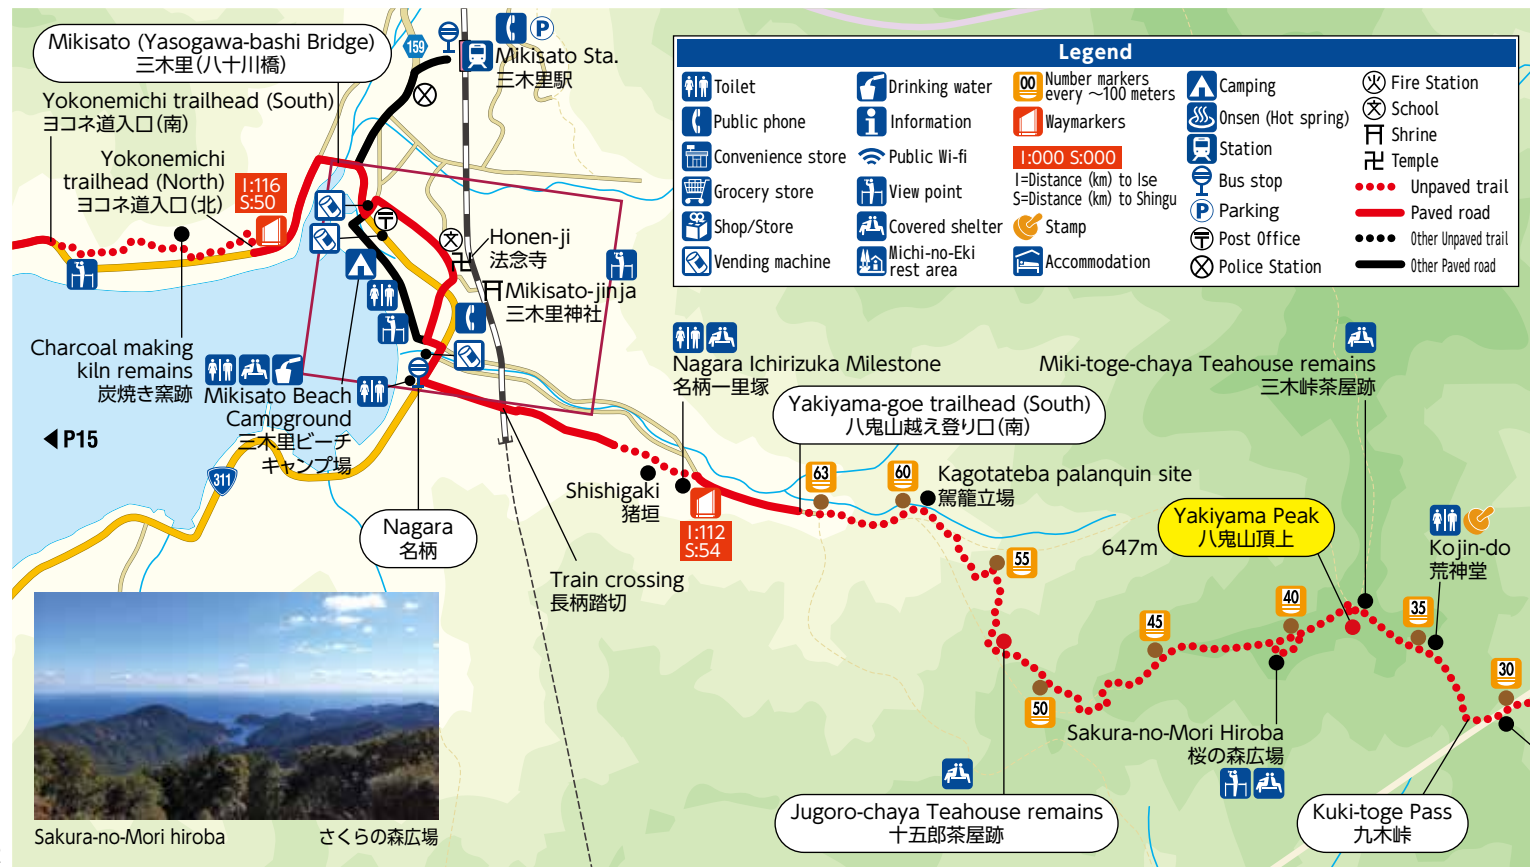 Mikisato (Yasogawa-bashi Bridge)
三木里(八十川橋)
159
P
Mikisato Sta.
三木里駅
Yokonemichi trailhead (South)
ヨコネ道入口(南)
Yokonemichi
trailhead (North)
ヨコネ道入口(北)
I:116
S:50
Honen-ji
法念寺
Mikisato-jinja
三木里神社
Charcoal making
kiln remains
炭焼き窯跡
Mikisato Beach
Campground
三木里ビーチ
キャンプ場
◀P15
311
Nagara
名柄
Shishigaki
猪垣
Train crossing
長柄踏切
Nagara Ichirizuka Milestone
名柄一里塚
I:112
S:54
Yakiyama-goe trailhead (South)
八鬼山越え登り口(南)
63
60
Kagotateba palanquin site
駕籠立場
55
50
45
40
35
30
647m
Yakiyama Peak
八鬼山頂上
Miki-toge-chaya Teahouse remains
三木峠茶屋跡
Kojin-do
荒神堂
Sakura-no-Mori Hiroba
桜の森広場
Jugoro-chaya Teahouse remains
十五郎茶屋跡
Kuki-toge Pass
九木峠
Sakura-no-Mori hiroba
さくらの森広場
Legend
Toilet
Public phone
Convenience store
Grocery store
Shop/Store
Vending machine
Drinking water
Information
Public Wi-fi
View point
Covered shelter
Michi-no-Eki
rest area
00
Number markers
every ～100 meters
Waymarkers
I:000 S:000
I=Distance (km) to Ise
S=Distance (km) to Shingu
Stamp
Accommodation
Camping
Onsen (Hot spring)
Station
Bus stop
P Parking
Post Office
Police Station
Fire Station
School
Shrine
Temple
Unpaved trail
Paved road
Other Unpaved trail
Other Paved road